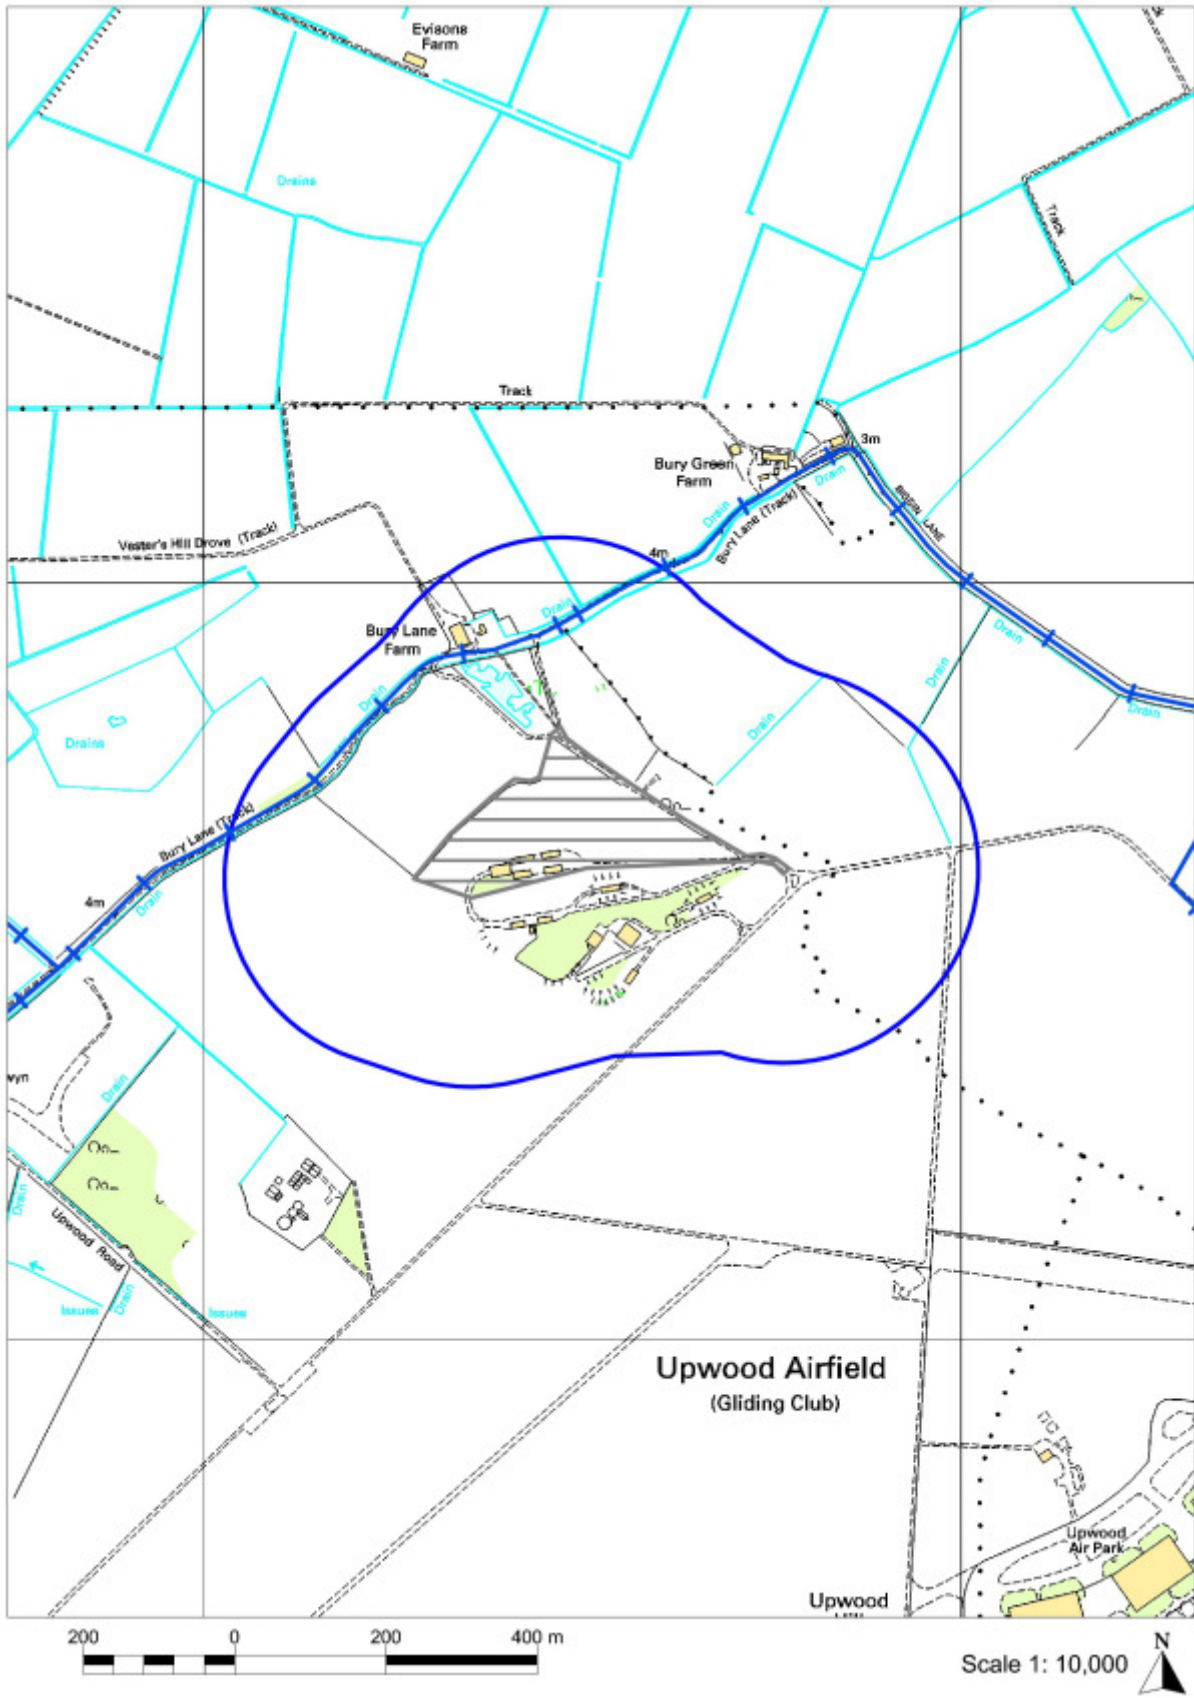 Evisons
Farm
Drains
Track
Track
3m
Bury Green
Farm
Drain
Drain
Bury Lane (Track)
BIGGIN LANE
Vester's Hill Drove (Track)
4m
Drain
Bury Lane
Farm
Drain
Drain
Drain
Drain
Drains
Drain
Bury Lane (Track)
4m
Drain
wyn
Drain
Drain
Upwood Road
Issues
Drain
Issues
Upwood Airfield
(Gliding Club)
Upwood
Air Park
Upwood
200 0 200 400 m
Scale 1: 10,000
N